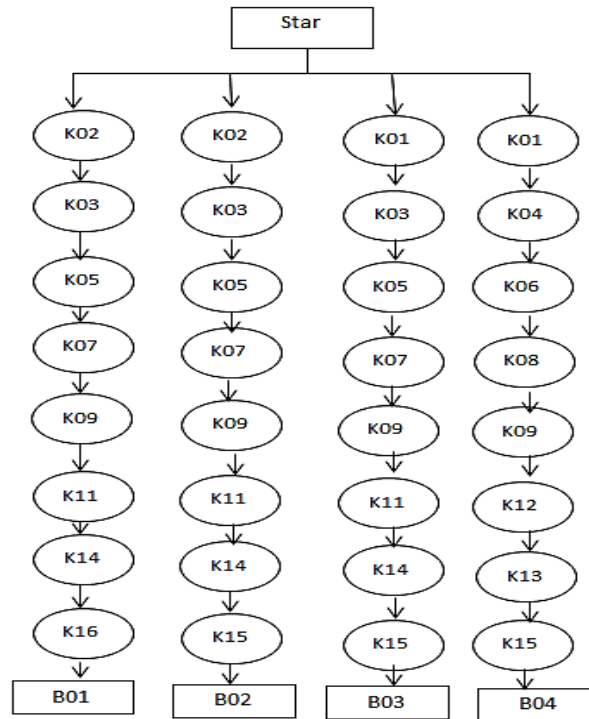 Star
K02 K02 K01 K01
K03 K03 K03 K04
K05 K05 K05 K06
K07 K07 K07 K08
K09 K09 K09 K09
K11 K11 K11 K12
K14 K14 K14 K13
K16 K15 K15 K15
B01 B02 B03 B04